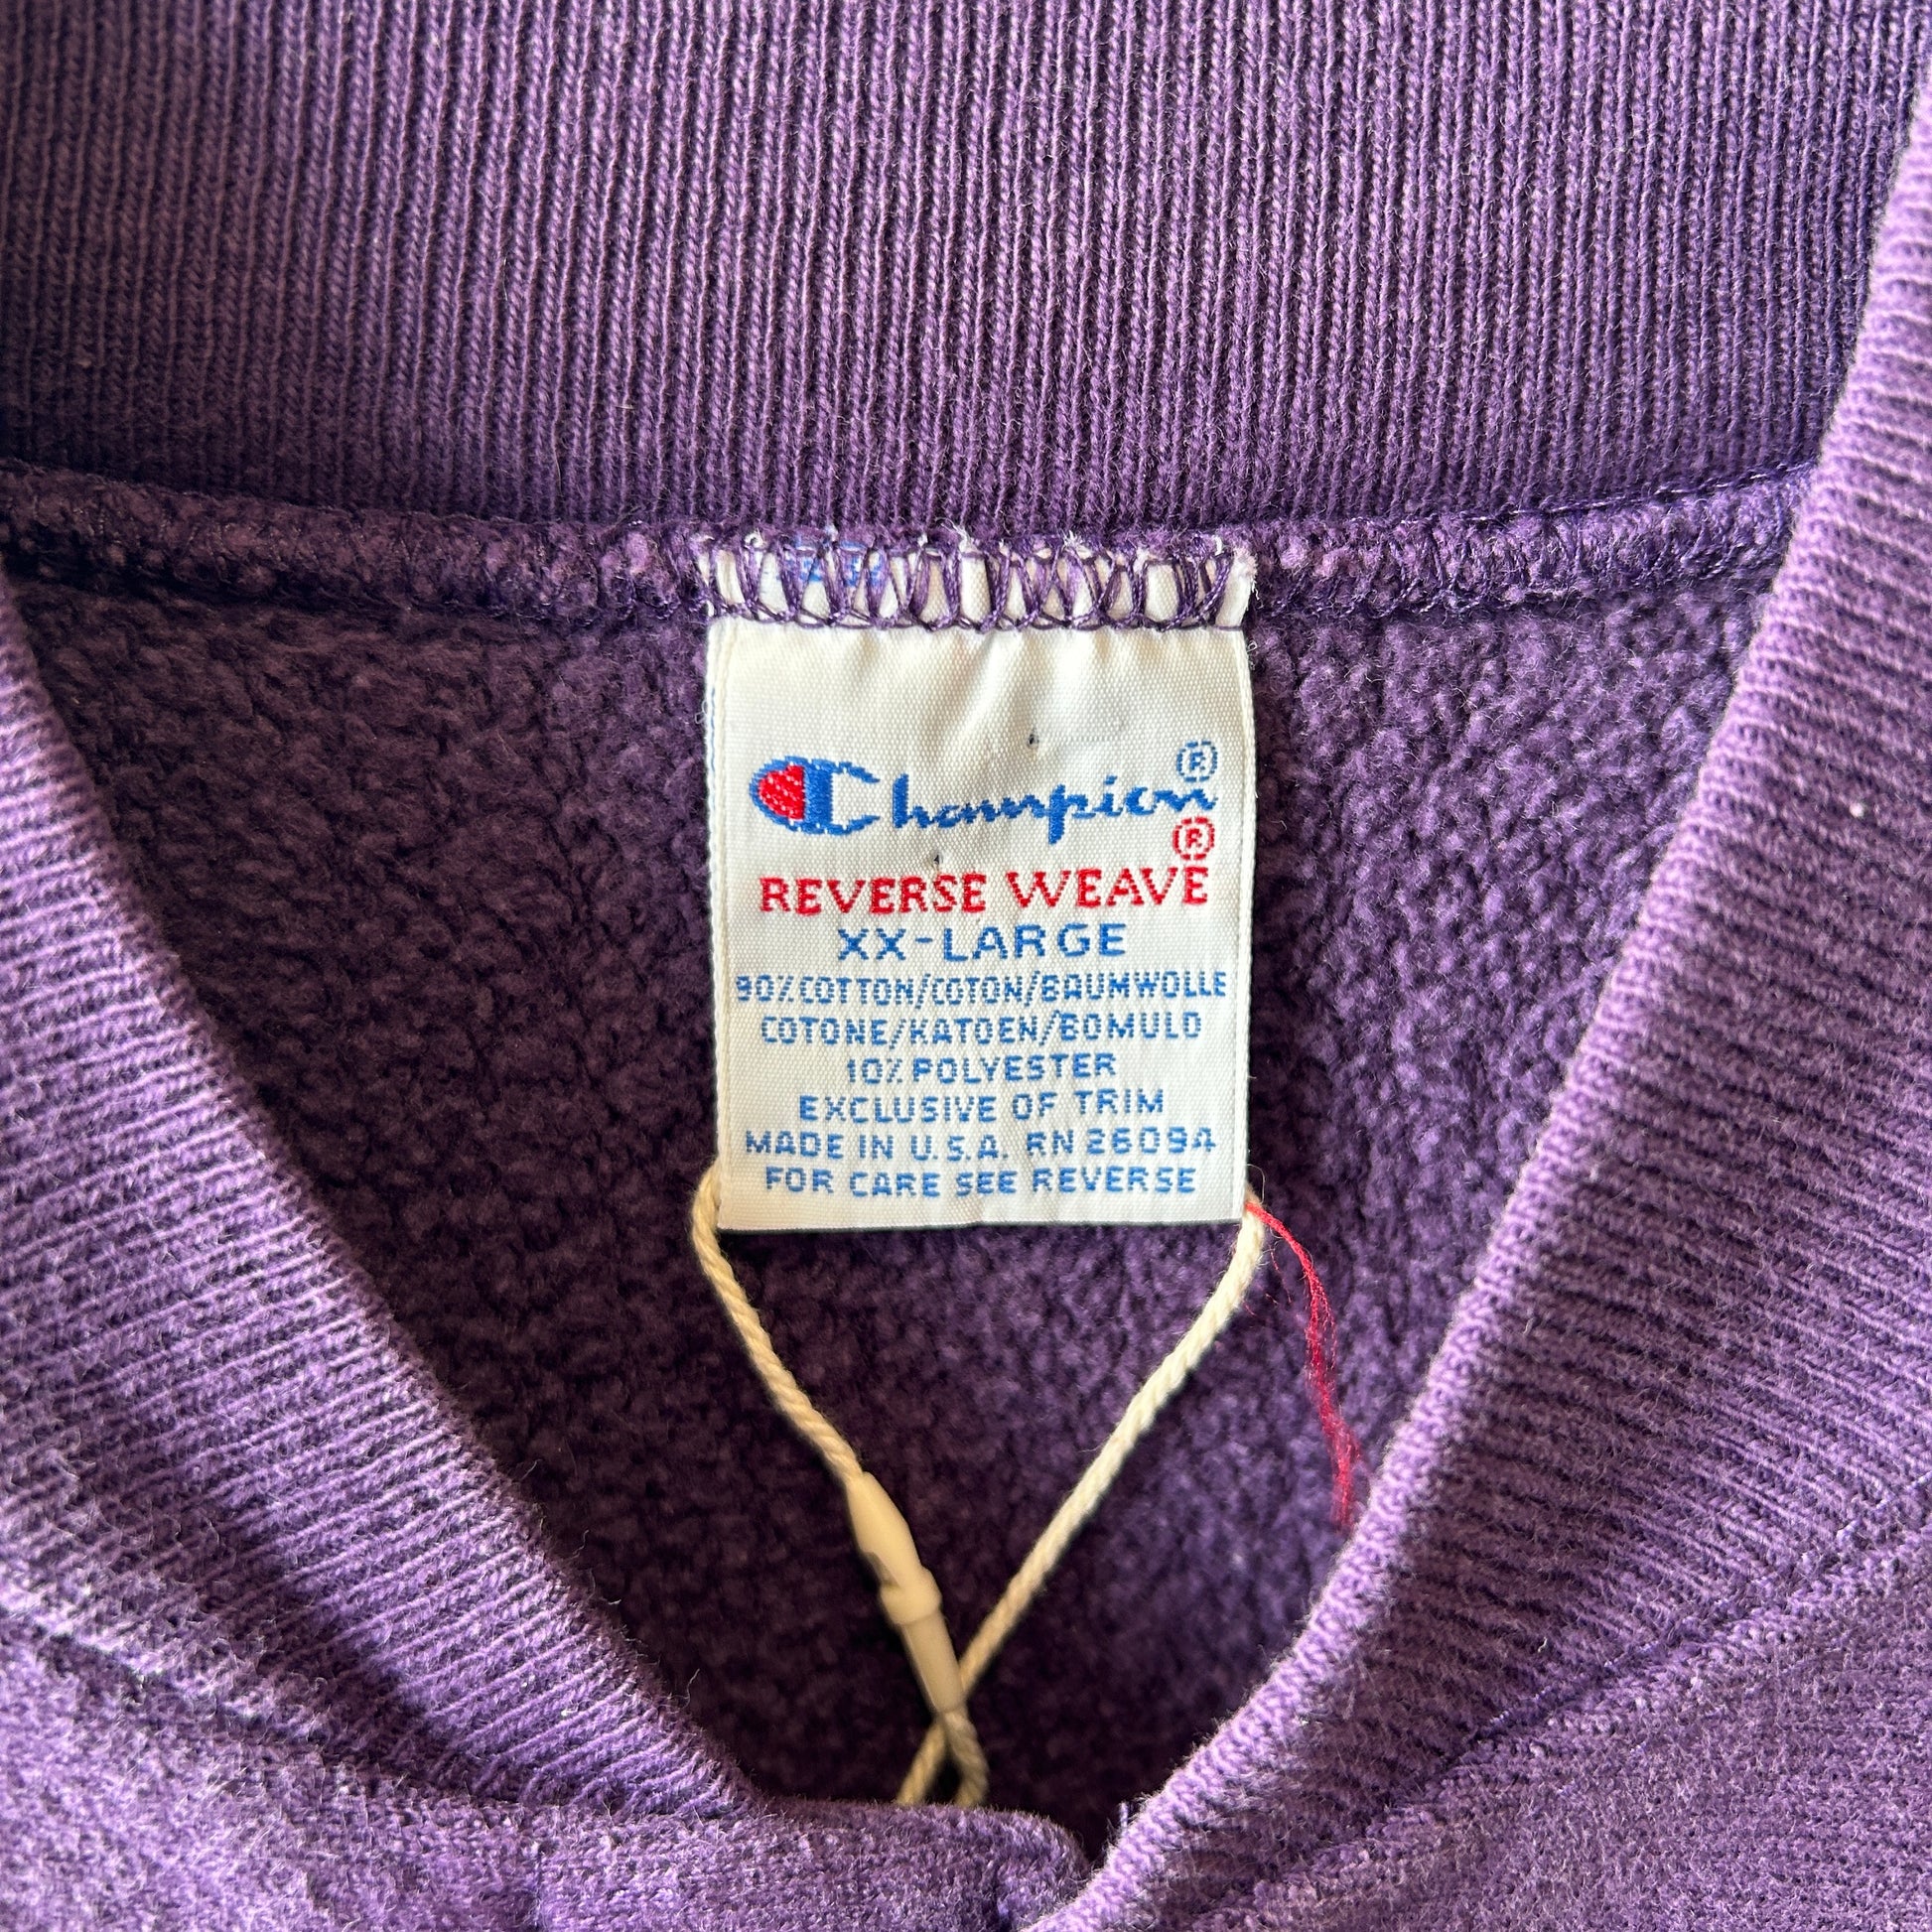 Champion®
REVERSE WEAVE®
XX-LARGE
90% COTTON/COTON/BAUMWOLLE
COTONE/KATOEN/BOMULD
10% POLYESTER
EXCLUSIVE OF TRIM
MADE IN U.S.A. RN 26094
FOR CARE SEE REVERSE